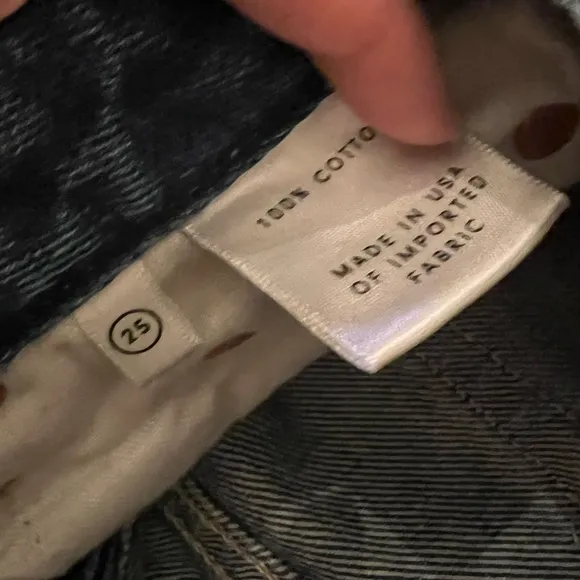 100% COTTO
MADE IN USA
OF IMPORTED
FABRIC
25